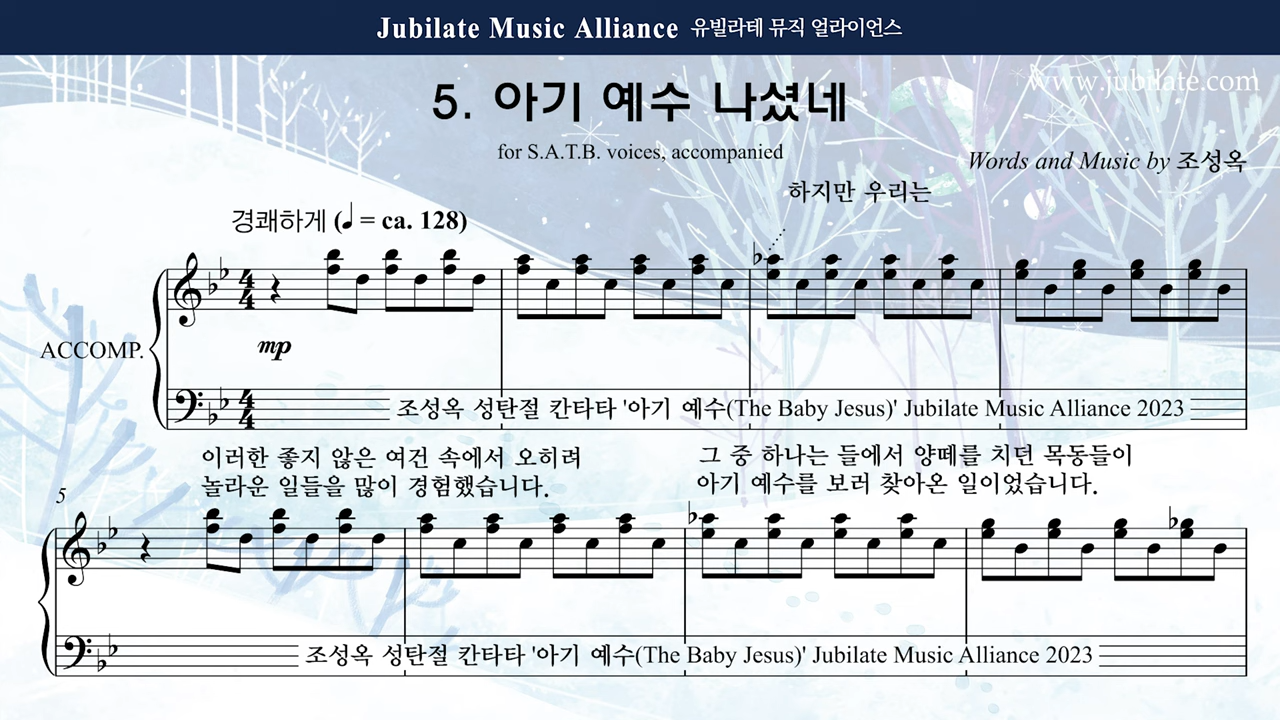 Jubilate Music Alliance 유빌라테 뮤직 얼라이언스
www.jubilate.com
5. 아기 예수 나셨네
for S.A.T.B. voices, accompanied
Words and Music by 조성옥
하지만 우리는
경쾌하게 (♩ = ca. 128)
4
4
ACCOMP.
mp
4
4
조성옥 성탄절 칸타타 '아기 예수(The Baby Jesus)' Jubilate Music Alliance 2023
이러한 좋지 않은 여건 속에서 오히려
놀라운 일들을 많이 경험했습니다.
그 중 하나는 들에서 양떼를 치던 목동들이
아기 예수를 보러 찾아온 일이었습니다.
5
조성옥 성탄절 칸타타 '아기 예수(The Baby Jesus)' Jubilate Music Alliance 2023